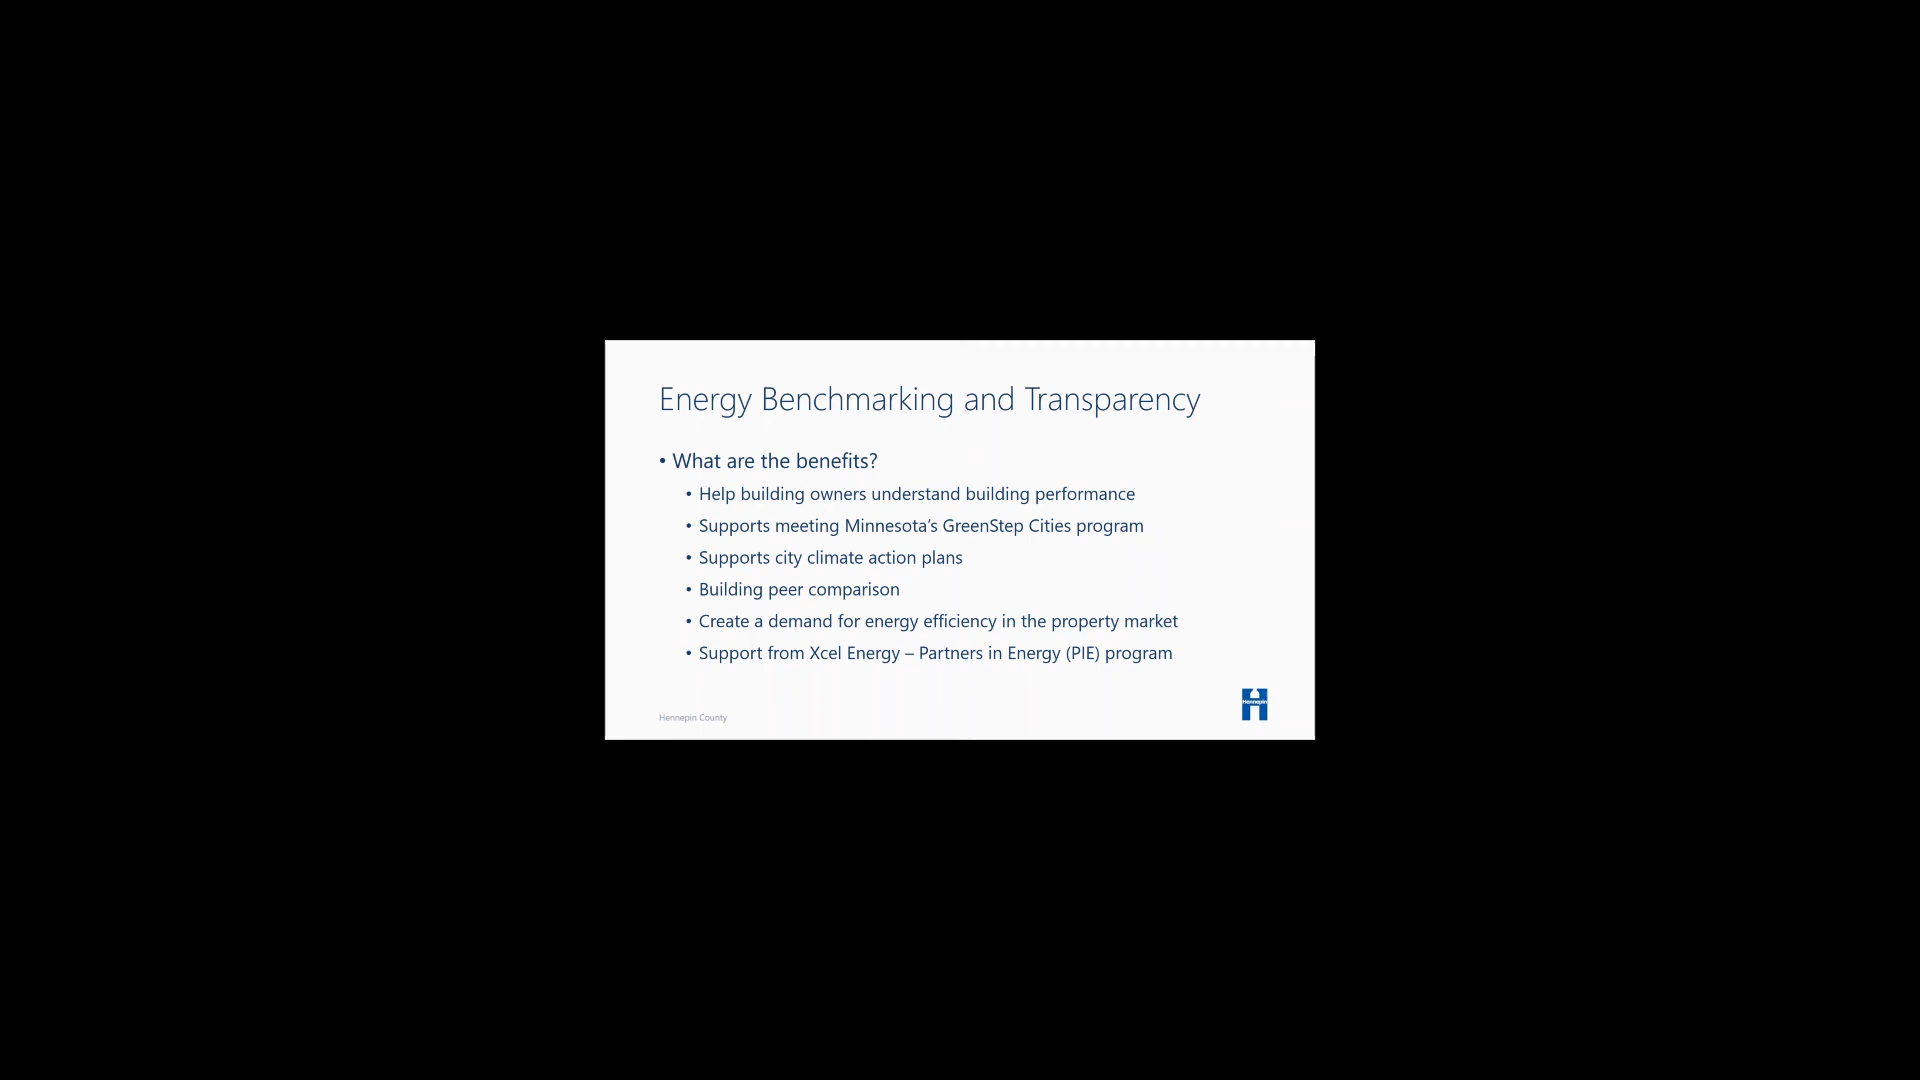 Energy Benchmarking and Transparency
• What are the benefits?
• Help building owners understand building performance
• Supports meeting Minnesota’s GreenStep Cities program
• Supports city climate action plans
• Building peer comparison
• Create a demand for energy efficiency in the property market
• Support from Xcel Energy – Partners in Energy (PIE) program
Hennepin
Hennepin County